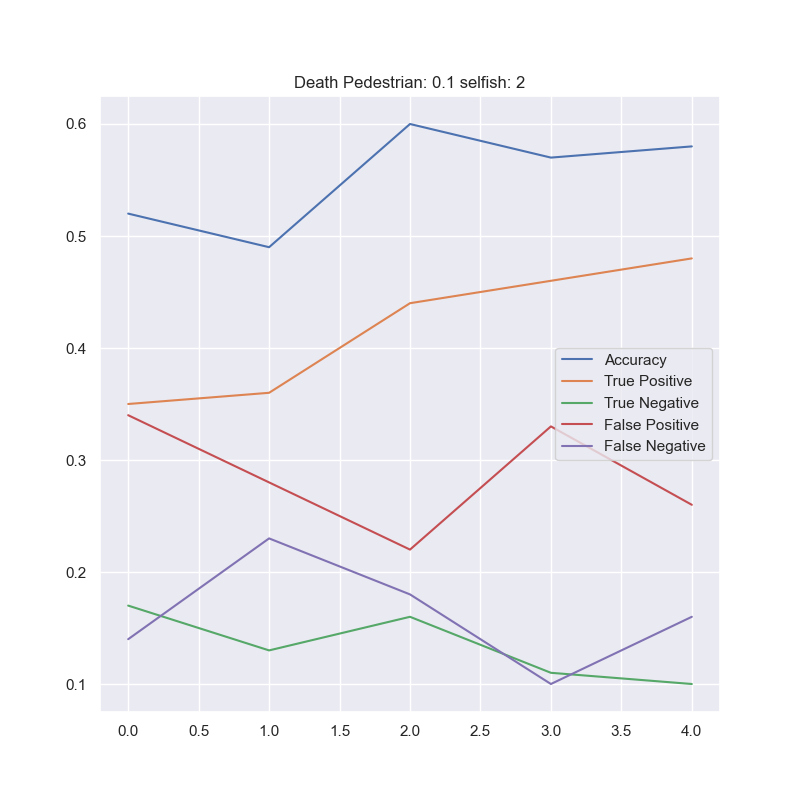 Death Pedestrian: 0.1 selfish: 2
0.6
0.5
0.4
0.3
0.2
0.1
Accuracy
True Positive
True Negative
False Positive
False Negative
0.0 0.5 1.0 1.5 2.0 2.5 3.0 3.5 4.0